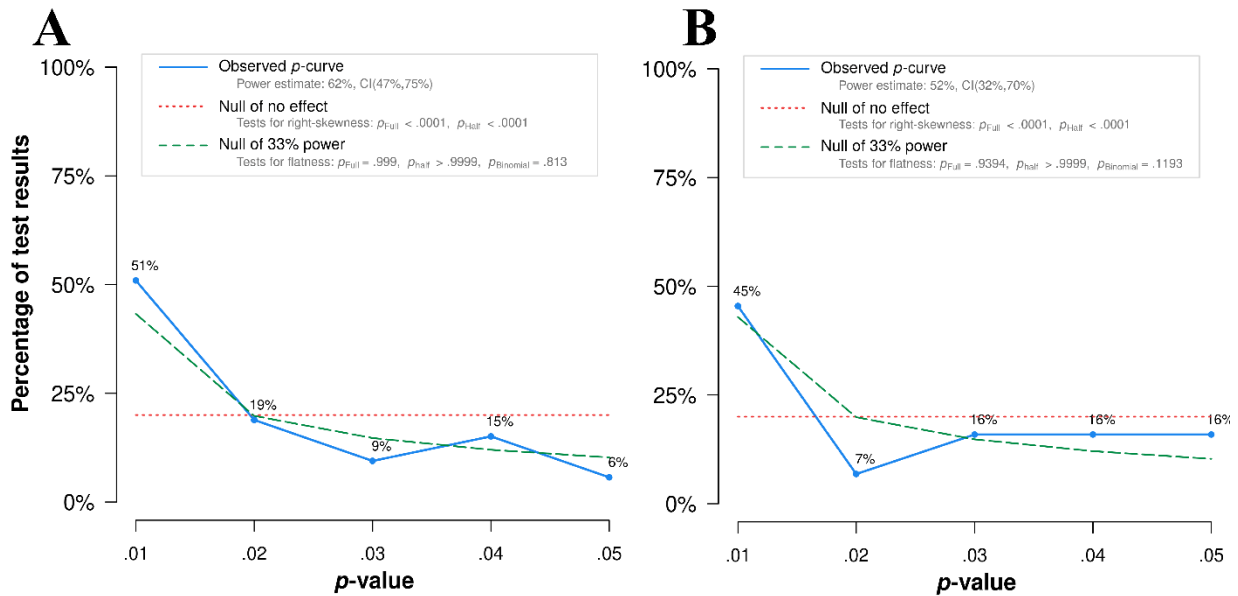 A
Percentage of test results
100%
75%
50%
25%
0%
Observed p-curve
Power estimate: 62%, CI(47%,75%)
Null of no effect
Tests for right-skewness: pFull < .0001, pHalf < .0001
Null of 33% power
Tests for flatness: pFull = .999, phalf > .9999, pBinomial = .813
51%
19%
9%
15%
6%
.01
.02
.03
.04
.05
p-value
B
100%
75%
50%
25%
0%
Observed p-curve
Power estimate: 52%, CI(32%,70%)
Null of no effect
Tests for right-skewness: pFull < .0001, pHalf < .0001
Null of 33% power
Tests for flatness: pFull = .9394, phalf > .9999, pBinomial = .1193
45%
7%
16%
16%
16%
.01
.02
.03
.04
.05
p-value